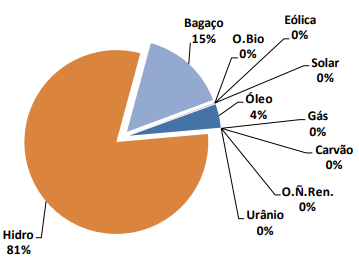 Bagaço
15%
O.Bio
0%
Eólica
0%
Solar
0%
Óleo
4%
Gás
0%
Carvão
0%
O.Ñ.Ren.
0%
Urânio
0%
Hidro
81%